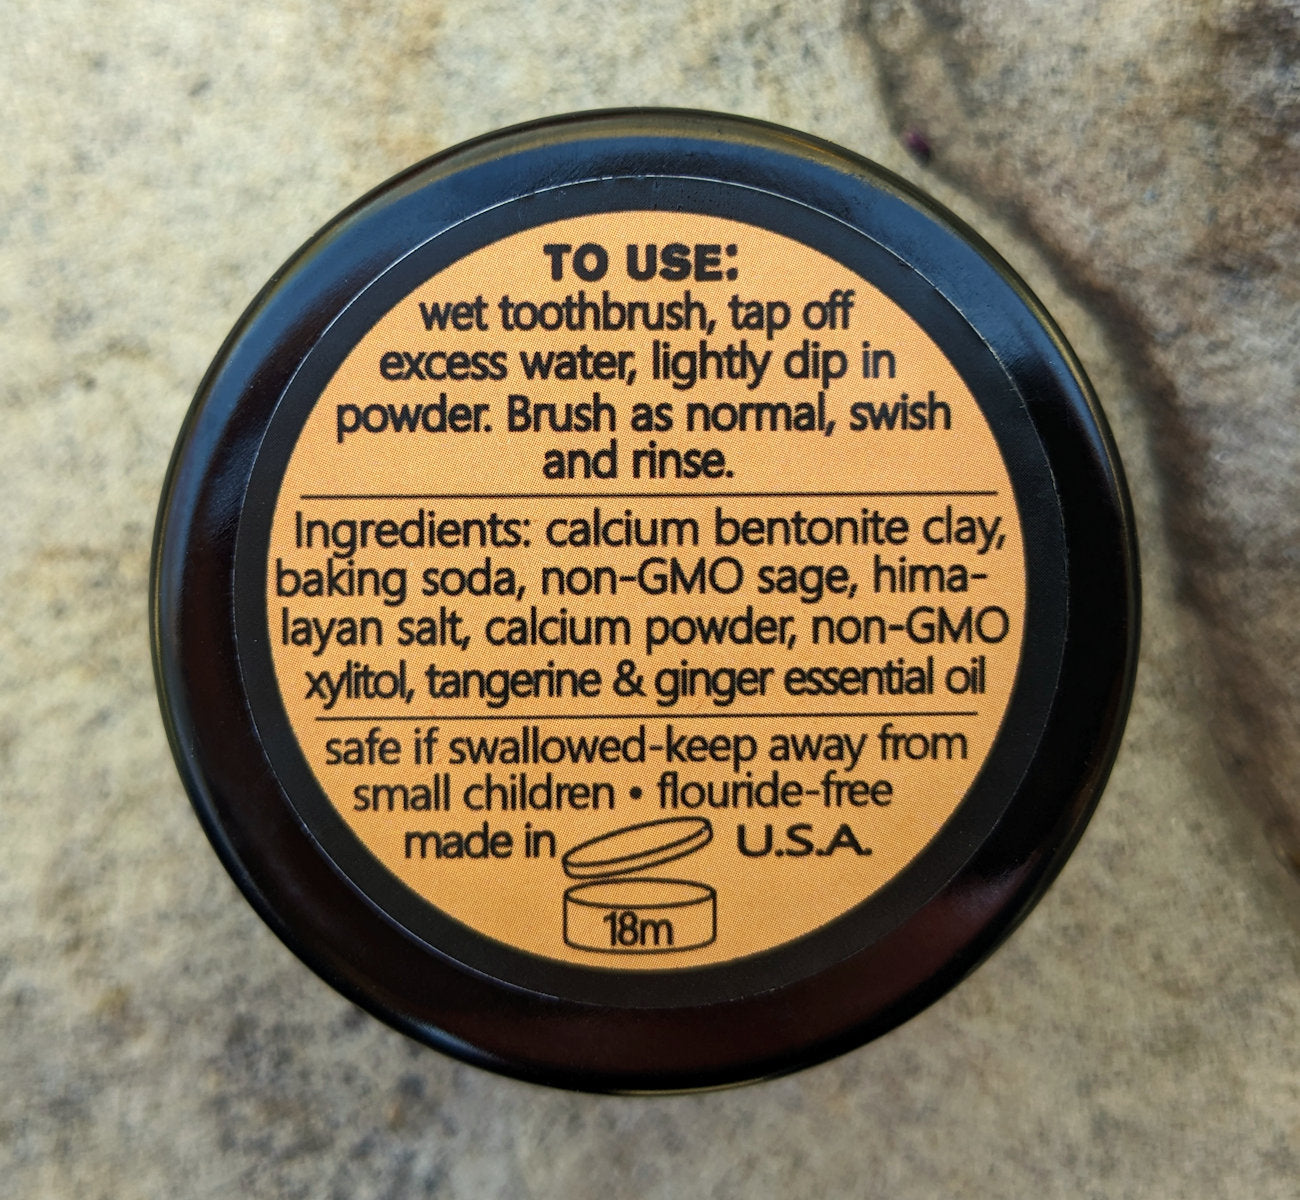 TO USE:
wet toothbrush, tap off
excess water, lightly dip in
powder. Brush as normal, swish
and rinse.
Ingredients: calcium bentonite clay,
baking soda, non-GMO sage, hima-
layan salt, calcium powder, non-GMO
xylitol, tangerine & ginger essential oil
safe if swallowed-keep away from
small children • flouride-free
made in U.S.A.
18m